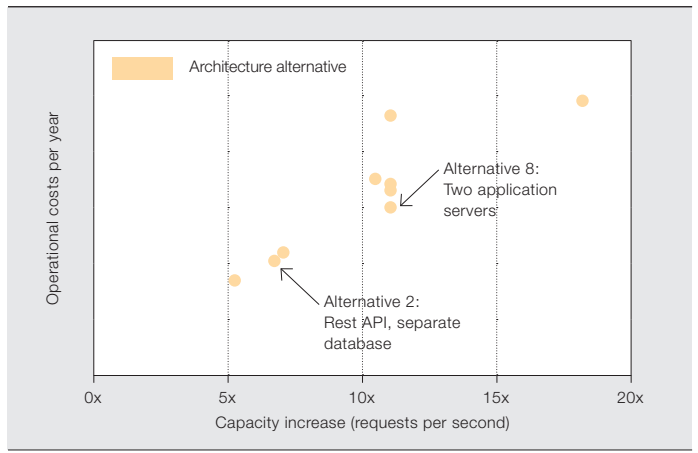 Architecture alternative
Operational costs per year
Alternative 8:
Two application
servers
Alternative 2:
Rest API, separate
database
0x 5x 10x 15x 20x
Capacity increase (requests per second)